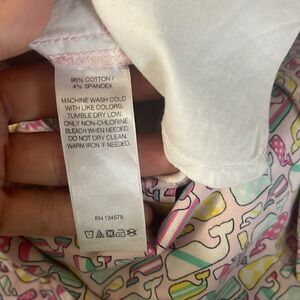 96% COTTON /
4% SPANDEX
MACHINE WASH COLD
WITH LIKE COLORS.
TUMBLE DRY LOW.
ONLY NON-CHLORINE
BLEACH WHEN NEEDED.
DO NOT DRY CLEAN.
WARM IRON IF NEEDED.
RN 134579